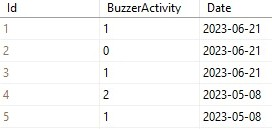 Id BuzzerActivity Date
1 1 2023-06-21
2 0 2023-06-21
3 1 2023-06-21
4 2 2023-05-08
5 1 2023-05-08